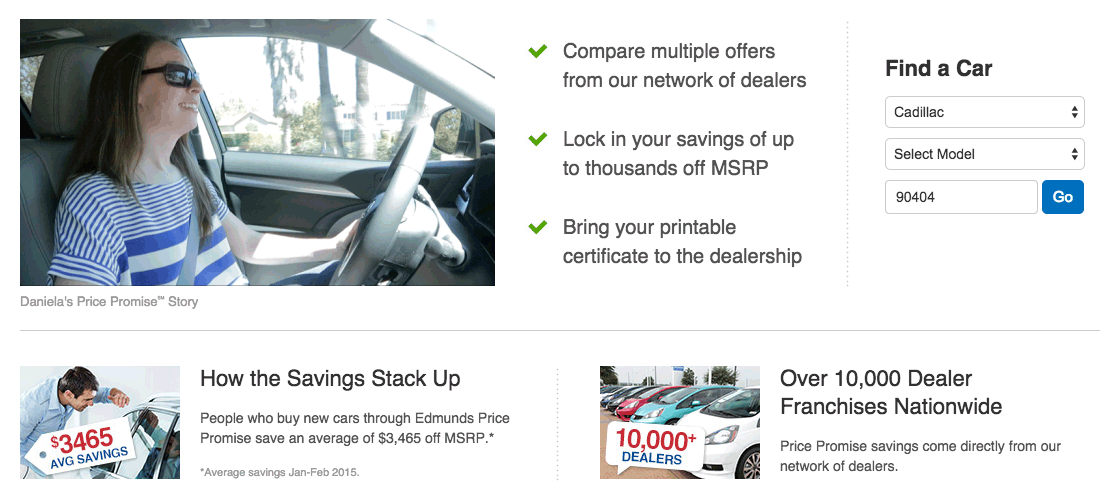 Compare multiple offers
from our network of dealers
Lock in your savings of up
to thousands off MSRP
Bring your printable
certificate to the dealership
Find a Car
Cadillac
Select Model
90404
Go
Daniela's Price Promise™ Story
$3465
AVG SAVINGS
How the Savings Stack Up
People who buy new cars through Edmunds Price
Promise save an average of $3,465 off MSRP.*
*Average savings Jan-Feb 2015.
10,000+
DEALERS
Over 10,000 Dealer
Franchises Nationwide
Price Promise savings come directly from our
network of dealers.